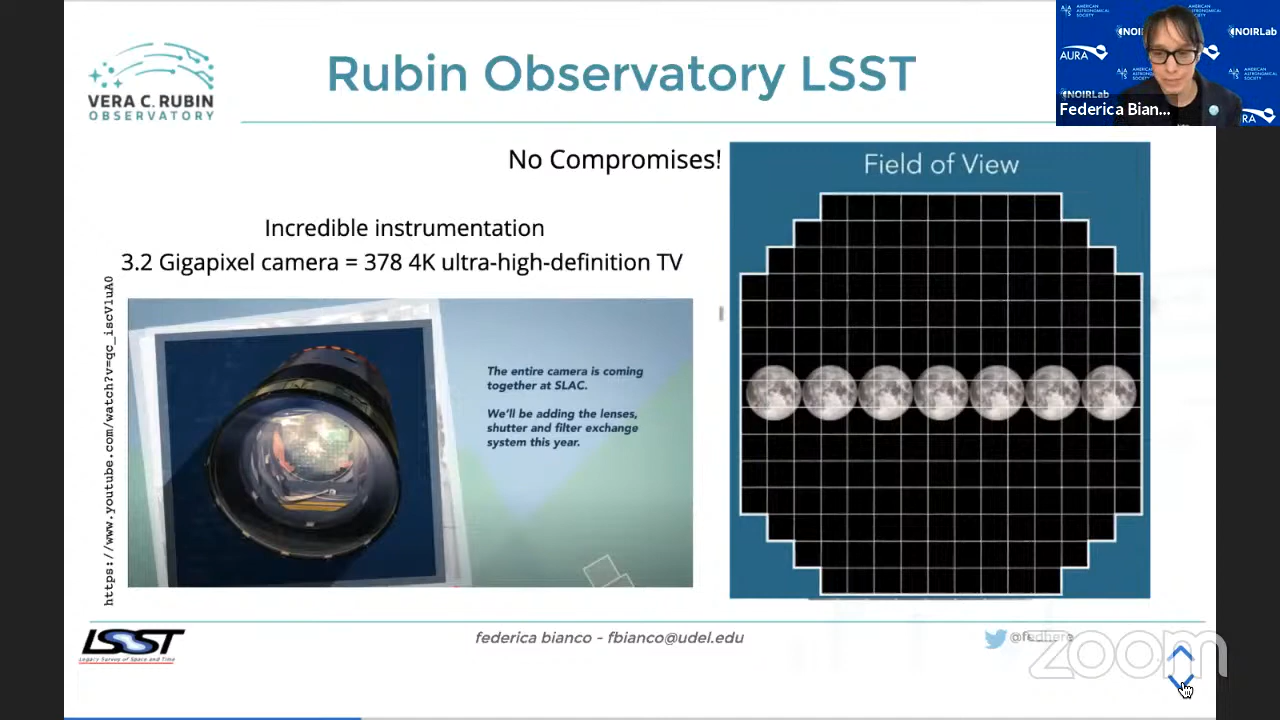 VERA C. RUBIN
OBSERVATORY
Rubin Observatory LSST
No Compromises!
Incredible instrumentation
3.2 Gigapixel camera = 378 4K ultra-high-definition TV
https://www.youtube.com/watch?v=qc_iscVluA0
The entire camera is coming
together at SLAC.
We'll be adding the lenses,
shutter and filter exchange
system this year.
Field of View
LSST
Legacy Survey of Space and Time
federica bianco - fbianco@udel.edu
@fedhere
zoom
AMERICAN
ASTRONOMICAL
SOCIETY
NOIRLab
NOIRLab
AURA
NOIRLab
Federica Bian...
RA